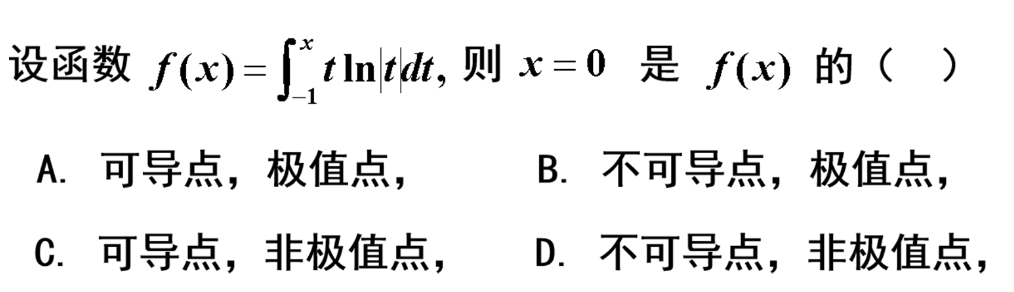 设函数 f(x)=∫_{-1}^{x} t ln|t|dt, 则 x=0 是 f(x) 的（ ）
A. 可导点，极值点， B. 不可导点，极值点，
C. 可导点，非极值点， D. 不可导点，非极值点，